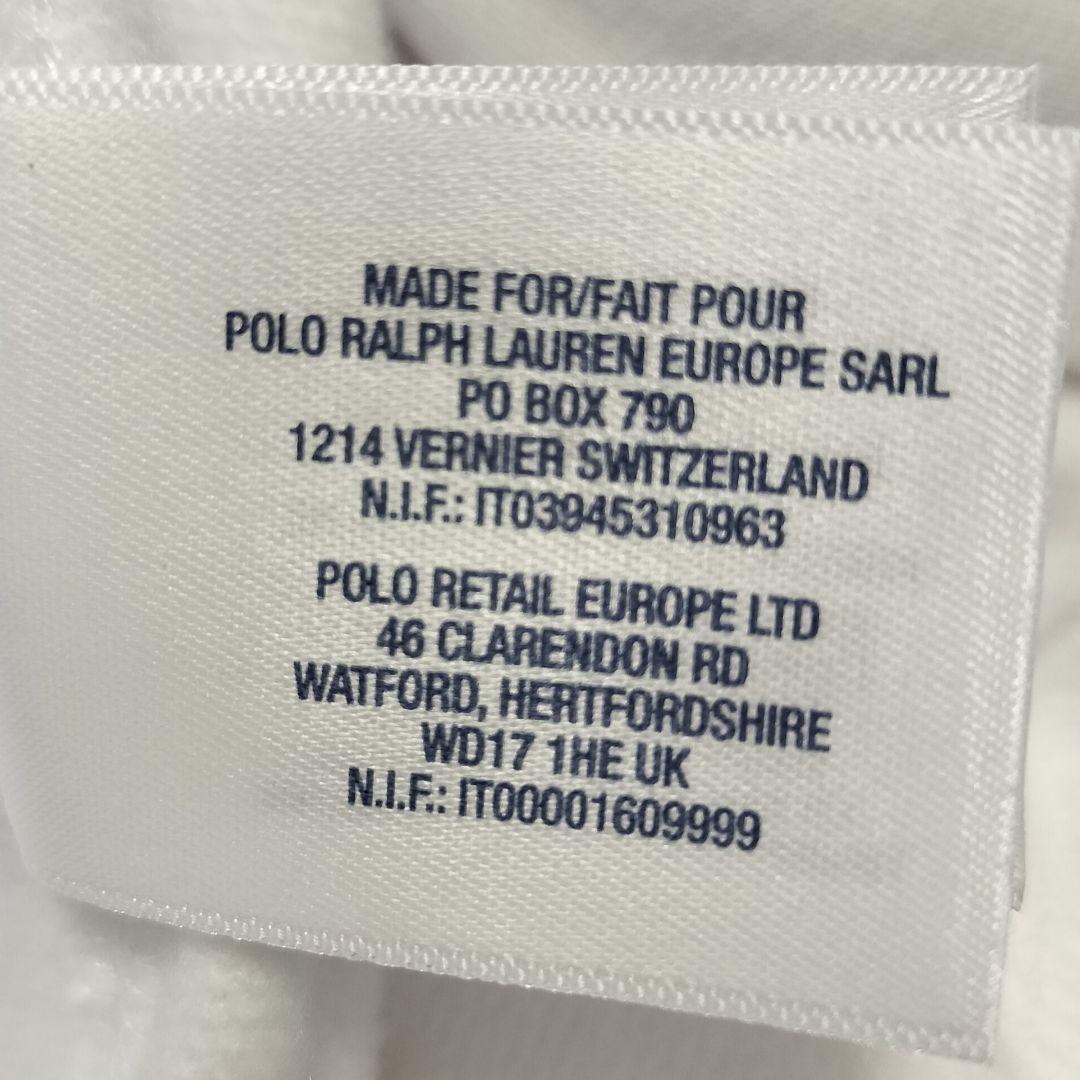 MADE FOR/FAIT POUR
POLO RALPH LAUREN EUROPE SARL
PO BOX 790
1214 VERNIER SWITZERLAND
N.I.F.: IT03945310963
POLO RETAIL EUROPE LTD
46 CLARENDON RD
WATFORD, HERTFORDSHIRE
WD17 1HE UK
N.I.F.: IT00001609999